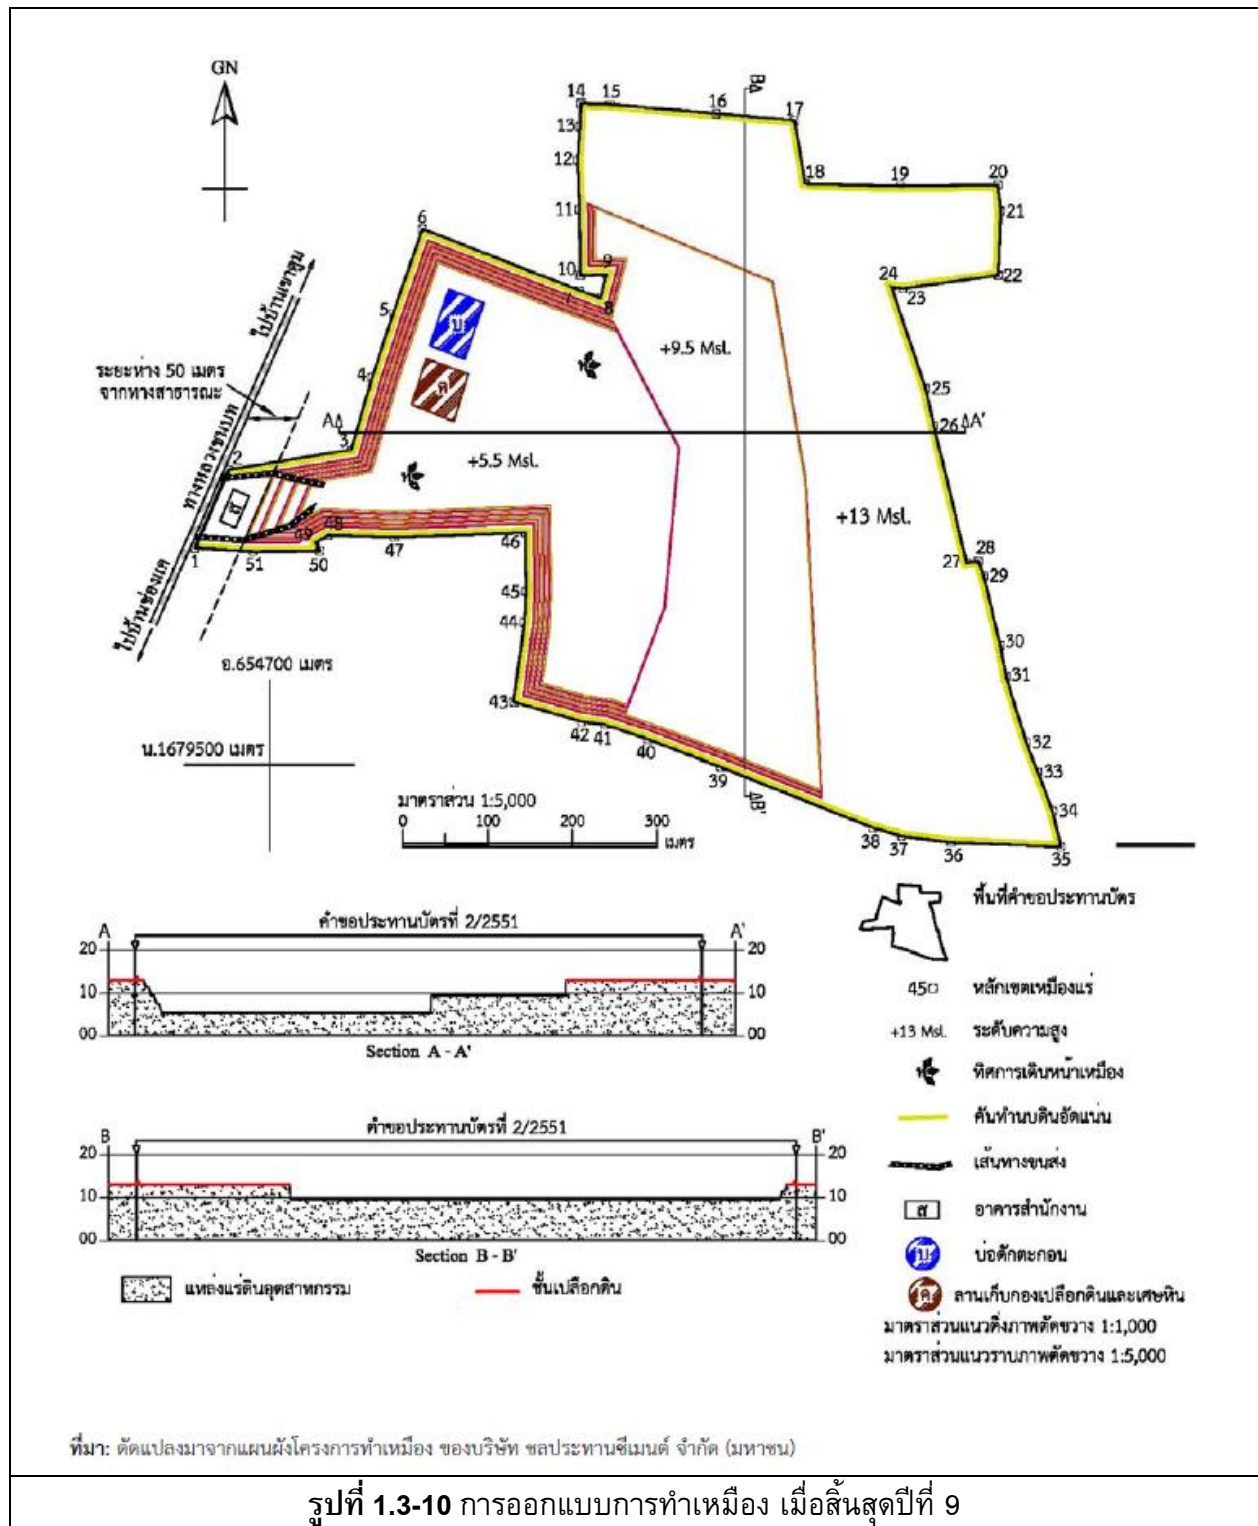 GN
14 15
16
17
BΔ
13
12
18 19 20
11
21
6
10 9
22
24
23
7
8
5
ไปบ้านเขาตูม
บ
+9.5 Msl.
ระยะห่าง 50 เมตร
จากทางสาธารณะ
4
ค
25
AΔ
26 ΔA'
3
2
ทางหลวงชนบท
+5.5 Msl.
+13 Msl.
ส
49 48
46
1 51 50 47
27 28
29
ไปบ้านช่องแค
45
44
30
31
อ.654700 เมตร
43
42 41
40
32
น.1679500 เมตร
39
33
ΔB'
34
มาตราส่วน 1:5,000
0 100 200 300
เมตร
38 37 36 35
พื้นที่คำขอประทานบัตร
คำขอประทานบัตรที่ 2/2551
A A'
20 20
10 10
00 00
Section A - A'
45 หลักเขตเหมืองแร่
+13 Msl. ระดับความสูง
ทิศการเดินหน้าเหมือง
คันทำนบดินอัดแน่น
คำขอประทานบัตรที่ 2/2551
B B'
20 20
10 10
00 00
Section B - B'
เส้นทางขนส่ง
ส อาคารสำนักงาน
บ บ่อดักตะกอน
แหล่งแร่ดินอุตสาหกรรม ชั้นเปลือกดิน
ค ลานเก็บกองเปลือกดินและเศษหิน
มาตราส่วนแนวดิ่งภาพตัดขวาง 1:1,000
มาตราส่วนแนวราบภาพตัดขวาง 1:5,000
ที่มา: ดัดแปลงมาจากแผนผังโครงการทำเหมือง ของบริษัท ชลประทานซีเมนต์ จำกัด (มหาชน)
รูปที่ 1.3-10 การออกแบบการทำเหมือง เมื่อสิ้นสุดปีที่ 9